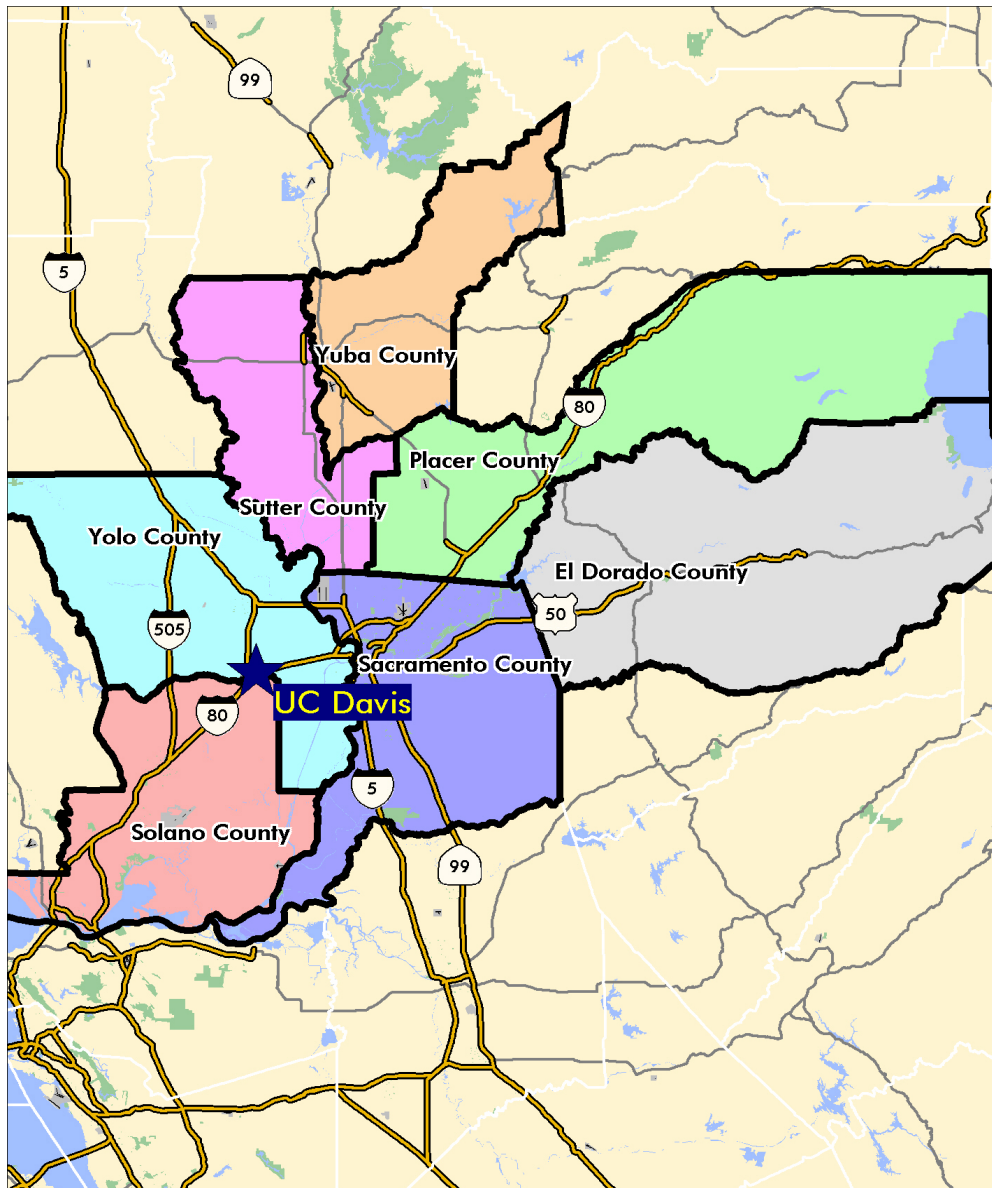 99
5
Yuba County
80
Placer County
Sutter County
Yolo County
El Dorado County
50
505
Sacramento County
UC Davis
80
5
Solano County
99